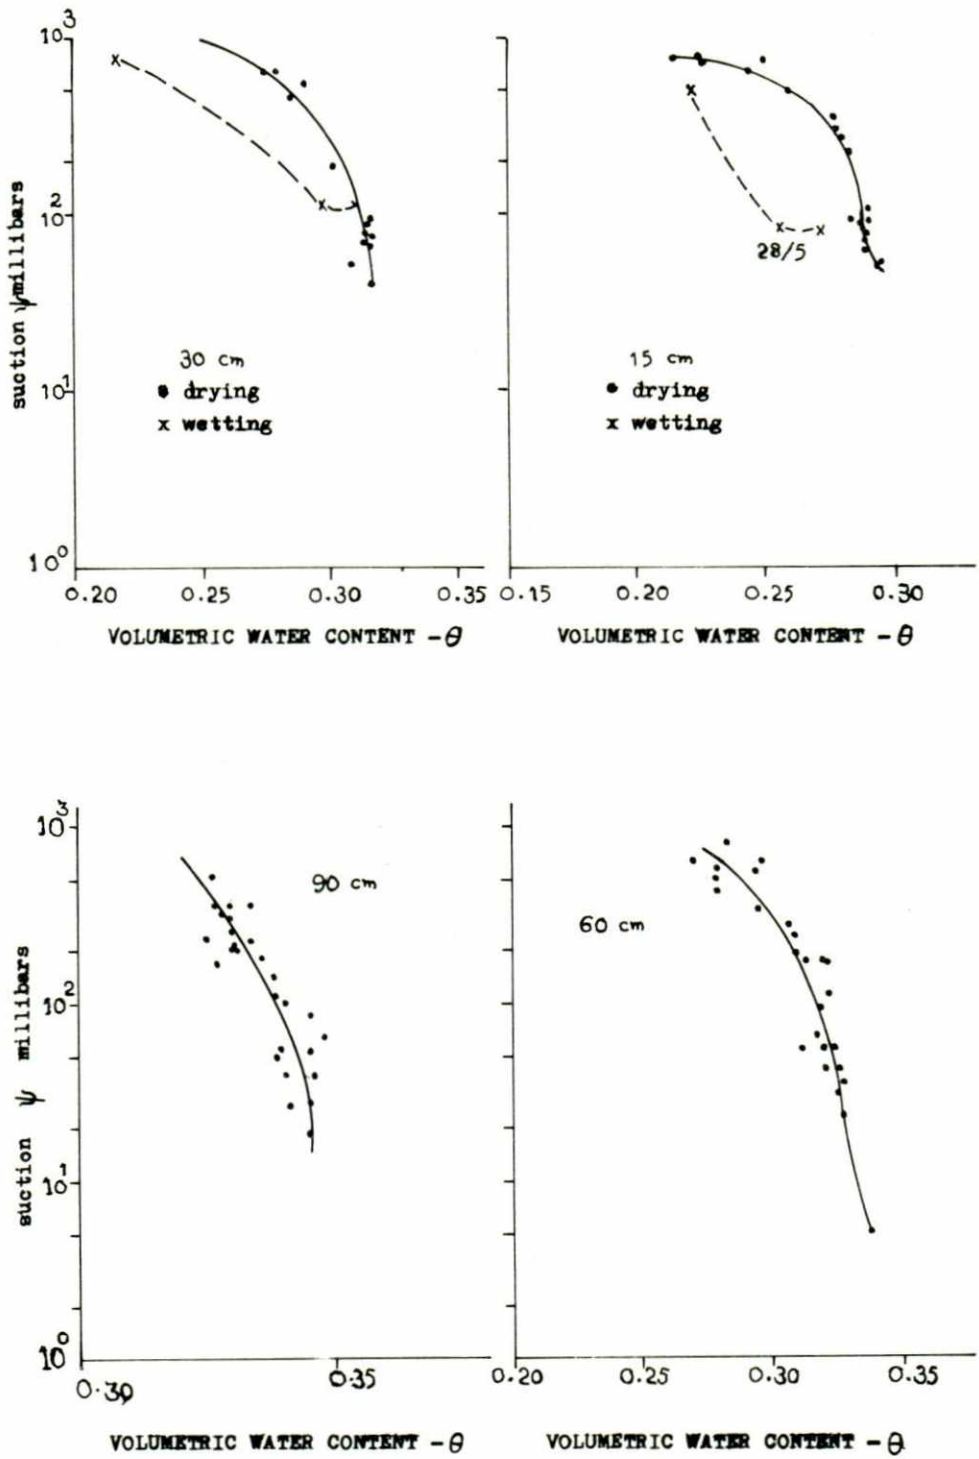 10³
10²
10¹
10⁰
suction ψ millibars
30 cm
• drying
x wetting
0.20 0.25 0.30 0.35
VOLUMETRIC WATER CONTENT - θ
28/5
15 cm
• drying
x wetting
0.15 0.20 0.25 0.30
VOLUMETRIC WATER CONTENT - θ
10³
10²
10¹
10⁰
suction ψ millibars
90 cm
0.30 0.35
VOLUMETRIC WATER CONTENT - θ
60 cm
0.20 0.25 0.30 0.35
VOLUMETRIC WATER CONTENT - θ